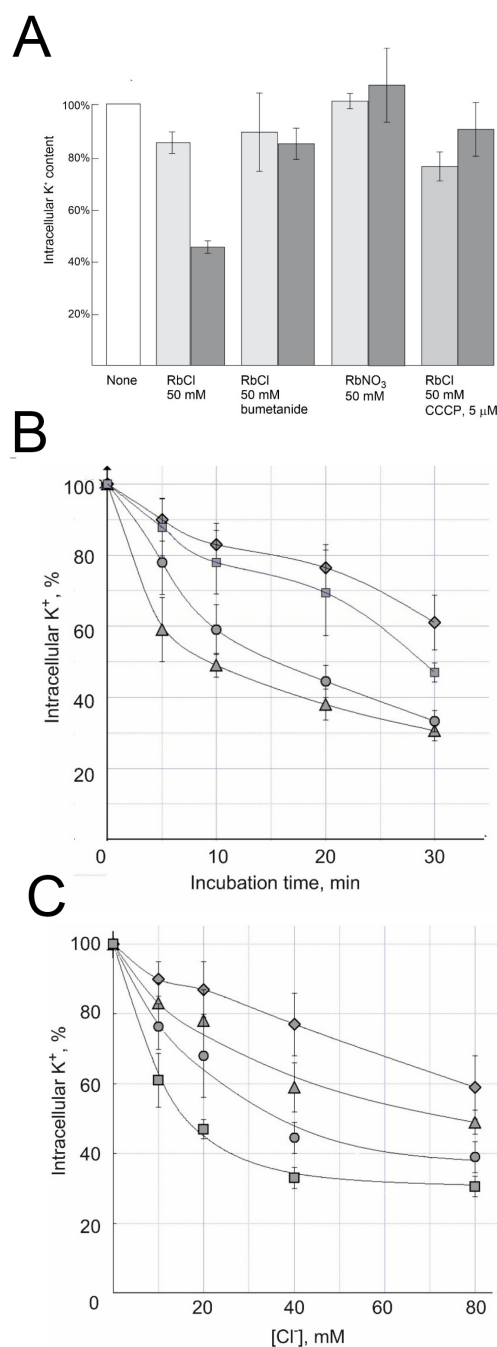 A
Intracellular K⁺ content
100%
80%
60%
40%
20%
None
RbCl
50 mM
RbCl
50 mM
bumetanide
RbNO₃
50 mM
RbCl
50 mM
CCCP, 5 μM
B
Intracellular K⁺, %
100
80
60
40
20
0
10
20
30
Incubation time, min
C
Intracellular K⁺, %
100
80
60
40
20
0
20
40
60
80
[Cl⁻], mM